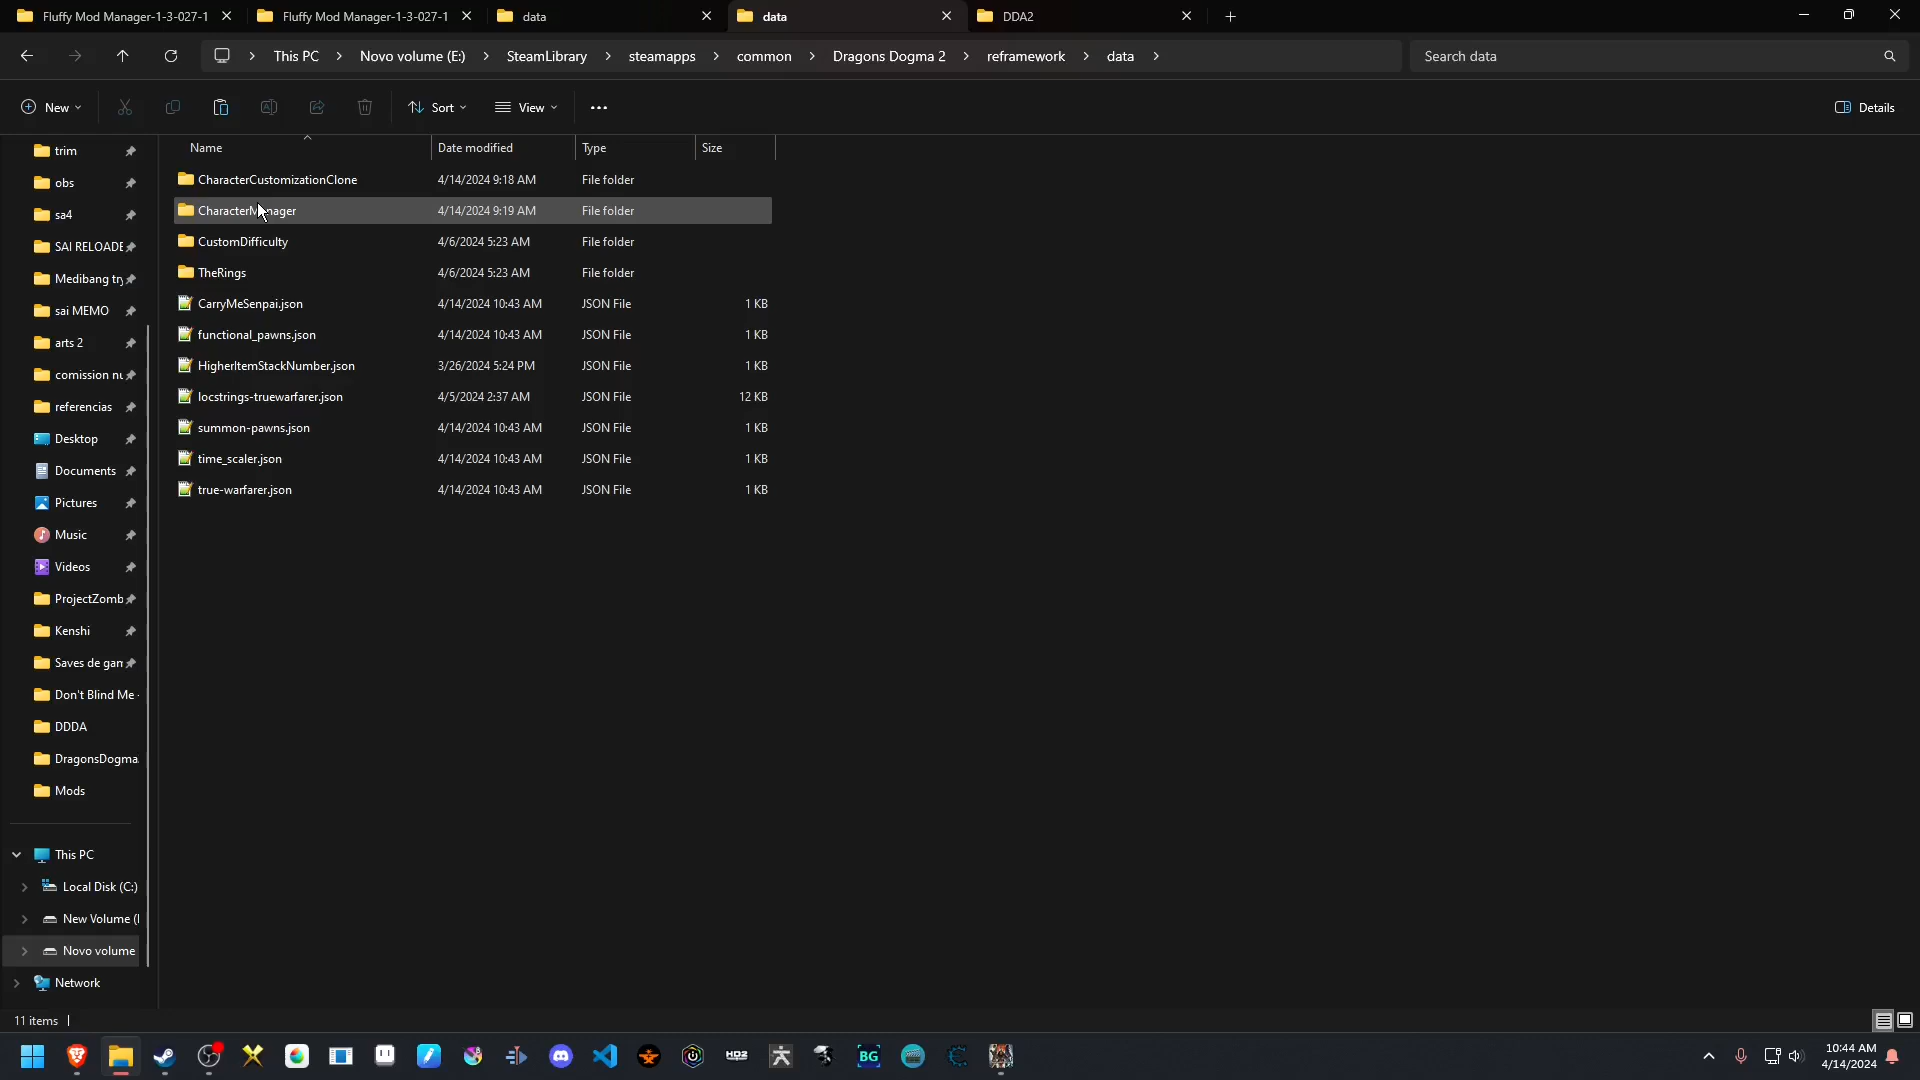 Fluffy Mod Manager-1-3-027-1
Fluffy Mod Manager-1-3-027-1
data
data
DDA2
This PC
Novo volume (E:)
SteamLibrary
steamapps
common
Dragons Dogma 2
reframework
data
Search data
New
Sort
View
Details
Name
Date modified
Type
Size
trim
obs
sa4
SAI RELOADE
Medibang try
sai MEMO
arts 2
comission nu
referencias
Desktop
Documents
Pictures
Music
Videos
ProjectZomb
Kenshi
Saves de gam
Don't Blind Me -
DDDA
DragonsDogma
Mods
This PC
Local Disk (C:)
New Volume (
Novo volume
Network
CharacterCustomizationClone 4/14/2024 9:18 AM File folder
CharacterManager 4/14/2024 9:19 AM File folder
CustomDifficulty 4/6/2024 5:23 AM File folder
TheRings 4/6/2024 5:23 AM File folder
CarryMeSenpai.json 4/14/2024 10:43 AM JSON File 1 KB
functional_pawns.json 4/14/2024 10:43 AM JSON File 1 KB
HigherItemStackNumber.json 3/26/2024 5:24 PM JSON File 1 KB
locstrings-truewarfarer.json 4/5/2024 2:37 AM JSON File 12 KB
summon-pawns.json 4/14/2024 10:43 AM JSON File 1 KB
time_scaler.json 4/14/2024 10:43 AM JSON File 1 KB
true-warfarer.json 4/14/2024 10:43 AM JSON File 1 KB
11 items
HD2
BG
10:44 AM
4/14/2024